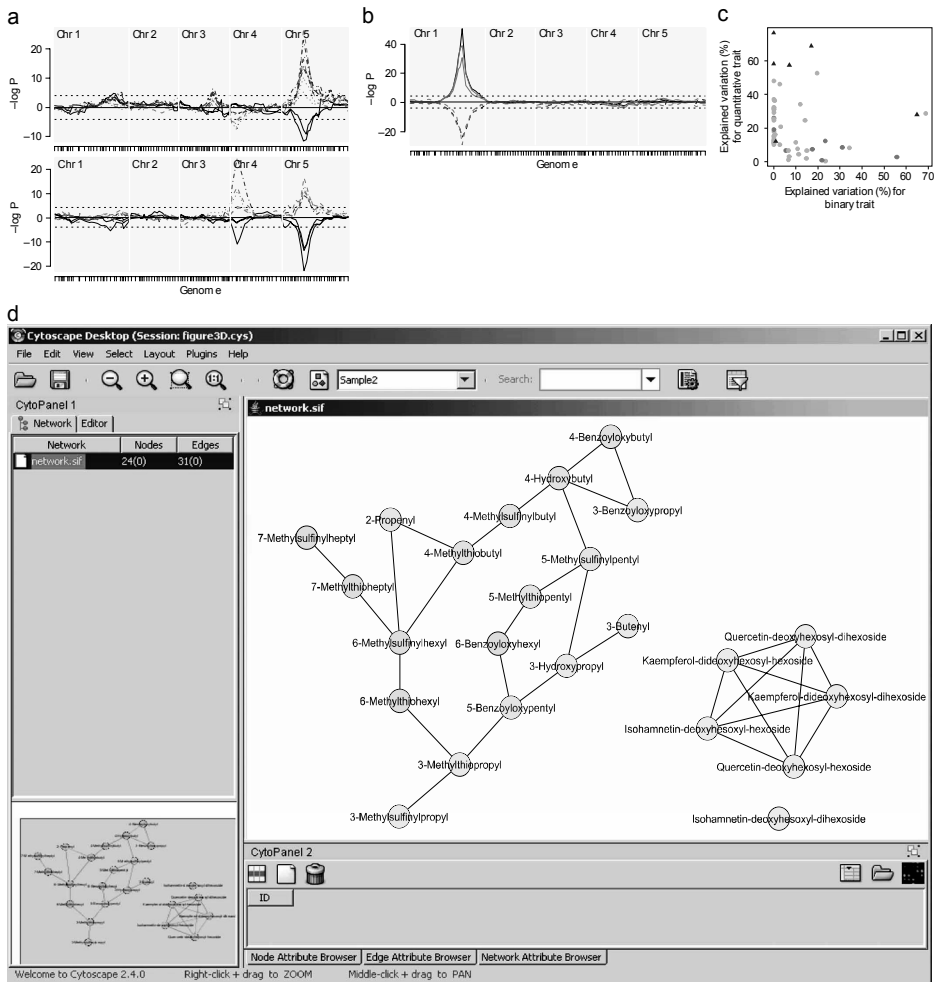 a
Chr 1 Chr 2 Chr 3 Chr 4 Chr 5
20
10
0
−10
−log P
Chr 1 Chr 2 Chr 3 Chr 4 Chr 5
20
10
0
−10
−20
−log P
Genome
b
Chr 1 Chr 2 Chr 3 Chr 4 Chr 5
40
20
0
−20
−log P
Genome
c
Explained variation (%)
for quantitative trait
60
40
20
0
0 10 20 30 40 50 60 70
Explained variation (%) for
binary trait
d
Cytoscape Desktop (Session: figure3D.cys)
File Edit View Select Layout Plugins Help
1:1 Sample2 Search:
CytoPanel 1
Network Editor
Network Nodes Edges
network.sif 24(0) 31(0)
network.sif
4-Benzoyloxybutyl
4-Hydroxybutyl
3-Benzoyloxypropyl
2-Propenyl
4-Methylsulfinylbutyl
7-Methylsulfinylheptyl
4-Methylthiobutyl
5-Methylsulfinylpentyl
7-Methylthioheptyl
5-Methylthiopentyl
3-Butenyl
6-Methylsulfinylhexyl
6-Benzoyloxyhexyl
3-Hydroxypropyl
6-Methylthiohexyl
5-Benzoyloxypentyl
3-Methylthiopropyl
3-Methylsulfinylpropyl
Quercetin-deoxyhexosyl-dihexoside
Kaempferol-dideoxyhexosyl-hexoside
Kaempferol-dideoxyhexosyl-dihexoside
Isohamnetin-deoxyhesoxyl-hexoside
Quercetin-deoxyhexosyl-hexoside
Isohamnetin-deoxyhesoxyl-dihexoside
CytoPanel 2
ID
Node Attribute Browser Edge Attribute Browser Network Attribute Browser
Welcome to Cytoscape 2.4.0 Right-click + drag to ZOOM Middle-click + drag to PAN